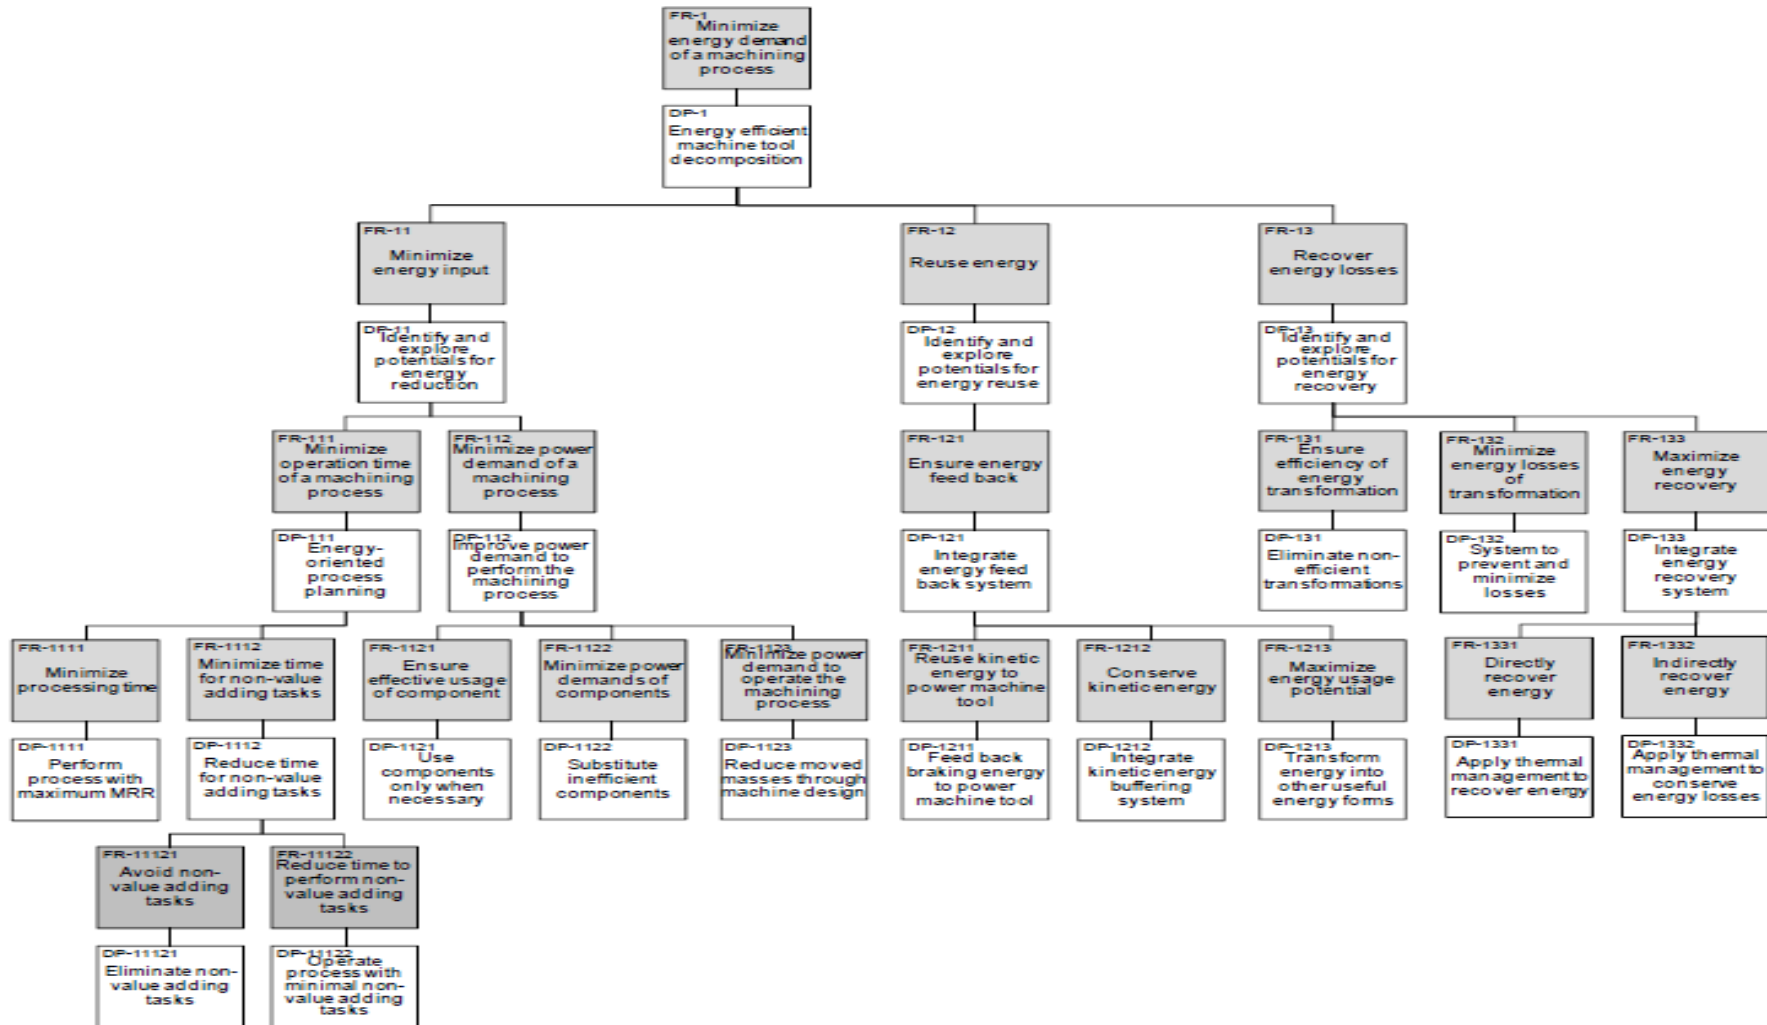 FR-1
Minimize
energy demand
of a machining
process
DP-1
Energy efficient
machine tool
decomposition
FR-11
Minimize
energy input
FR-12
Reuse energy
FR-13
Recover
energy losses
DP-11
Identify and
explore
potentials for
energy
reduction
DP-12
Identify and
explore
potentials for
energy reuse
DP-13
Identify and
explore
potentials for
energy
recovery
FR-111
Minimize
operation time
of a machining
process
FR-112
Minimize power
demand of a
machining
process
FR-121
Ensure energy
feed back
FR-131
Ensure
efficiency of
energy
transformation
FR-132
Minimize
energy losses
of
transformation
FR-133
Maximize
energy
recovery
DP-111
Energy-
oriented
process
planning
DP-112
Improve power
demand to
perform the
machining
process
DP-121
Integrate
energy feed
back system
DP-131
Eliminate non-
efficient
transformations
DP-132
System to
prevent and
minimize
losses
DP-133
Integrate
energy
recovery
system
FR-1111
Minimize
processing time
FR-1112
Minimize time
for non-value
adding tasks
FR-1121
Ensure
effective usage
of component
FR-1122
Minimize power
demands of
components
FR-1123
Minimize power
demand to
operate the
machining
process
FR-1211
Reuse kinetic
energy to
power machine
tool
FR-1212
Conserve
kinetic energy
FR-1213
Maximize
energy usage
potential
FR-1331
Directly
recover
energy
FR-1332
Indirectly
recover
energy
DP-1111
Perform
process with
maximum MRR
DP-1112
Reduce time
for non-value
adding tasks
DP-1121
Use
components
only when
necessary
DP-1122
Substitute
inefficient
components
DP-1123
Reduce moved
masses through
machine design
DP-1211
Feed back
braking energy
to power
machine tool
DP-1212
Integrate
kinetic energy
buffering
system
DP-1213
Transform
energy into
other useful
energy forms
DP-1331
Apply thermal
management to
recover energy
DP-1332
Apply thermal
management to
conserve
energy losses
FR-11121
Avoid non-
value adding
tasks
FR-11122
Reduce time to
perform non-
value adding
tasks
DP-11121
Eliminate non-
value adding
tasks
DP-11122
Operate
process with
minimal non-
value adding
tasks